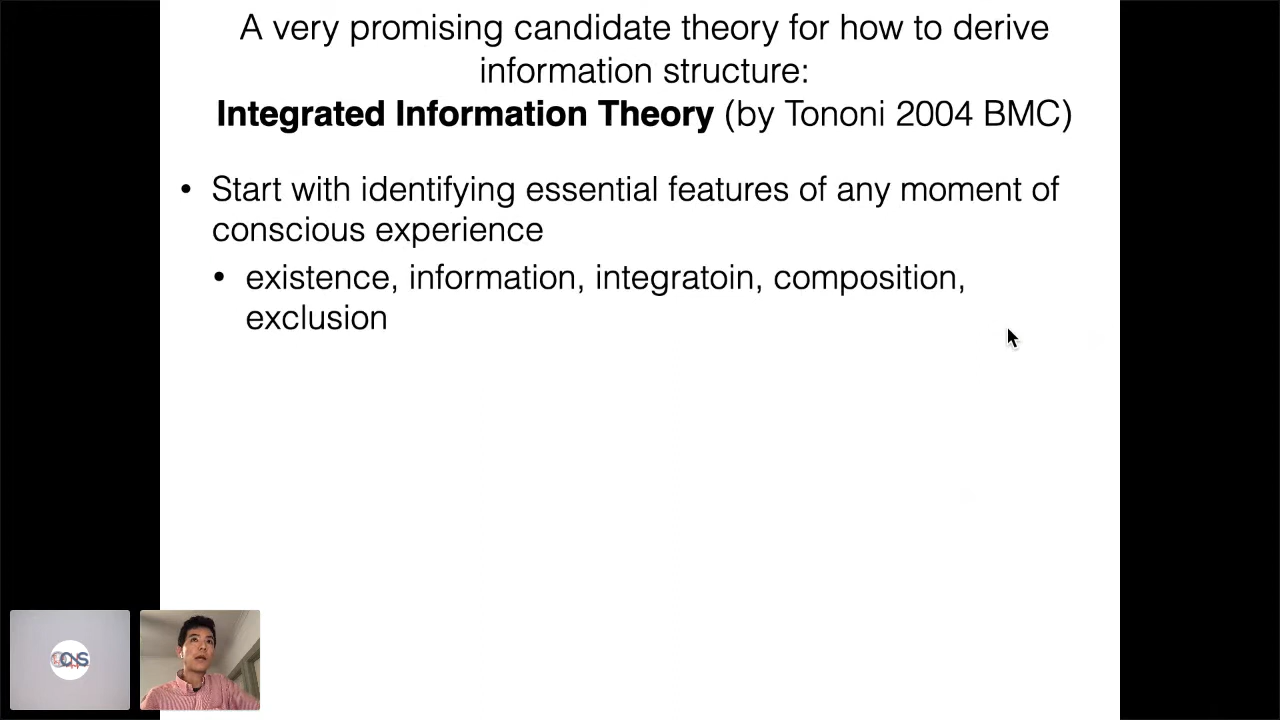 A very promising candidate theory for how to derive
information structure:
Integrated Information Theory (by Tononi 2004 BMC)
• Start with identifying essential features of any moment of
conscious experience
• existence, information, integratoin, composition,
exclusion